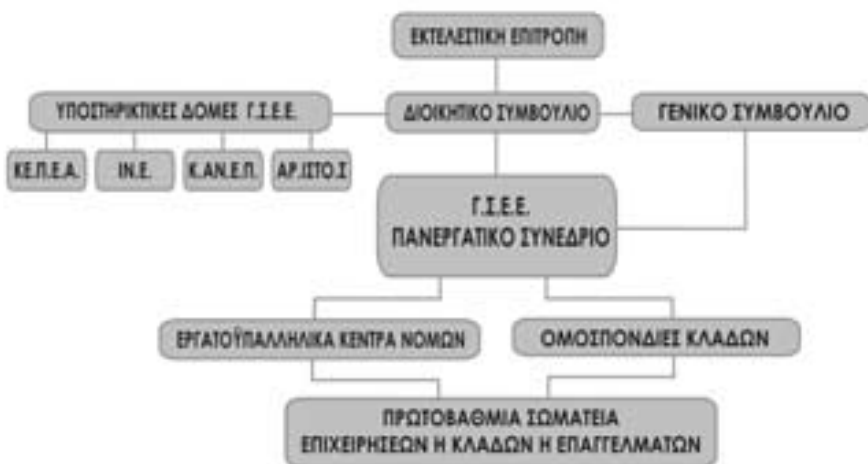 ΕΚΤΕΛΕΣΤΙΚΗ ΕΠΙΤΡΟΠΗ
ΥΠΟΣΤΗΡΙΚΤΙΚΕΣ ΔΟΜΕΣ Γ.Σ.Ε.Ε.
ΔΙΟΙΚΗΤΙΚΟ ΣΥΜΒΟΥΛΙΟ
ΓΕΝΙΚΟ ΣΥΜΒΟΥΛΙΟ
ΚΕ.Π.Ε.Α.
ΙΝ.Ε.
Κ.ΑΝ.Ε.Π.
ΑΡ.ΙΣΤΟ.Σ
Γ.Σ.Ε.Ε.
ΠΑΝΕΡΓΑΤΙΚΟ ΣΥΝΕΔΡΙΟ
ΕΡΓΑΤΟΫΠΑΛΛΗΛΙΚΑ ΚΕΝΤΡΑ ΝΟΜΩΝ
ΟΜΟΣΠΟΝΔΙΕΣ ΚΛΑΔΩΝ
ΠΡΩΤΟΒΑΘΜΙΑ ΣΩΜΑΤΕΙΑ
ΕΠΙΧΕΙΡΗΣΕΩΝ Η ΚΛΑΔΩΝ Η ΕΠΑΓΓΕΛΜΑΤΩΝ